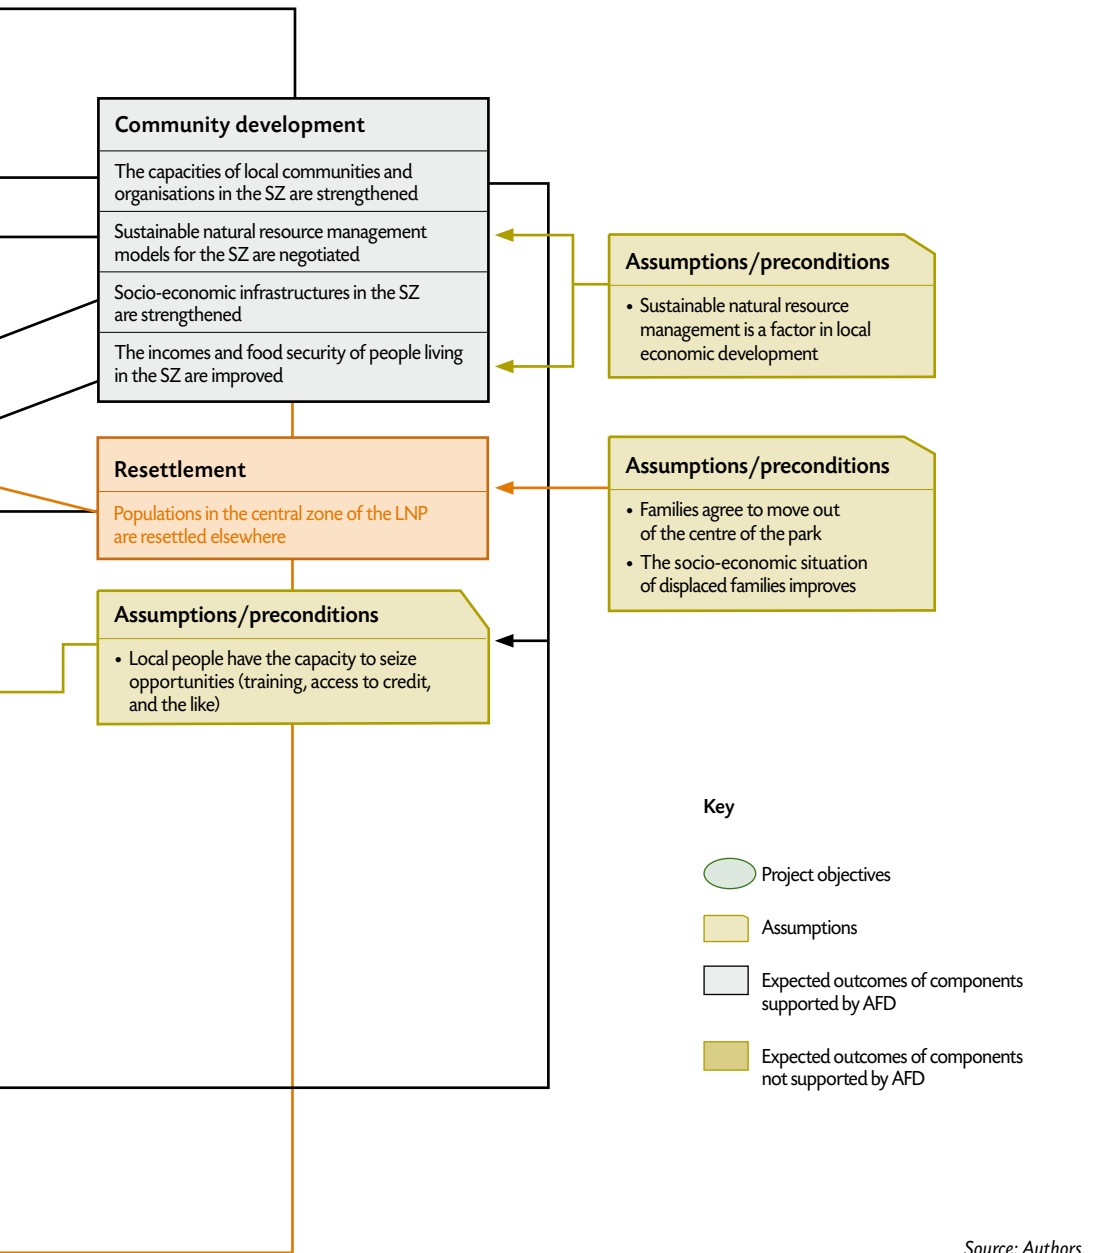 Community development
The capacities of local communities and
organisations in the SZ are strengthened
Sustainable natural resource management
models for the SZ are negotiated
Socio-economic infrastructures in the SZ
are strengthened
The incomes and food security of people living
in the SZ are improved
Assumptions/preconditions
• Sustainable natural resource
management is a factor in local
economic development
Resettlement
Populations in the central zone of the LNP
are resettled elsewhere
Assumptions/preconditions
• Families agree to move out
of the centre of the park
• The socio-economic situation
of displaced families improves
Assumptions/preconditions
• Local people have the capacity to seize
opportunities (training, access to credit,
and the like)
Key
Project objectives
Assumptions
Expected outcomes of components
supported by AFD
Expected outcomes of components
not supported by AFD
Source: Authors